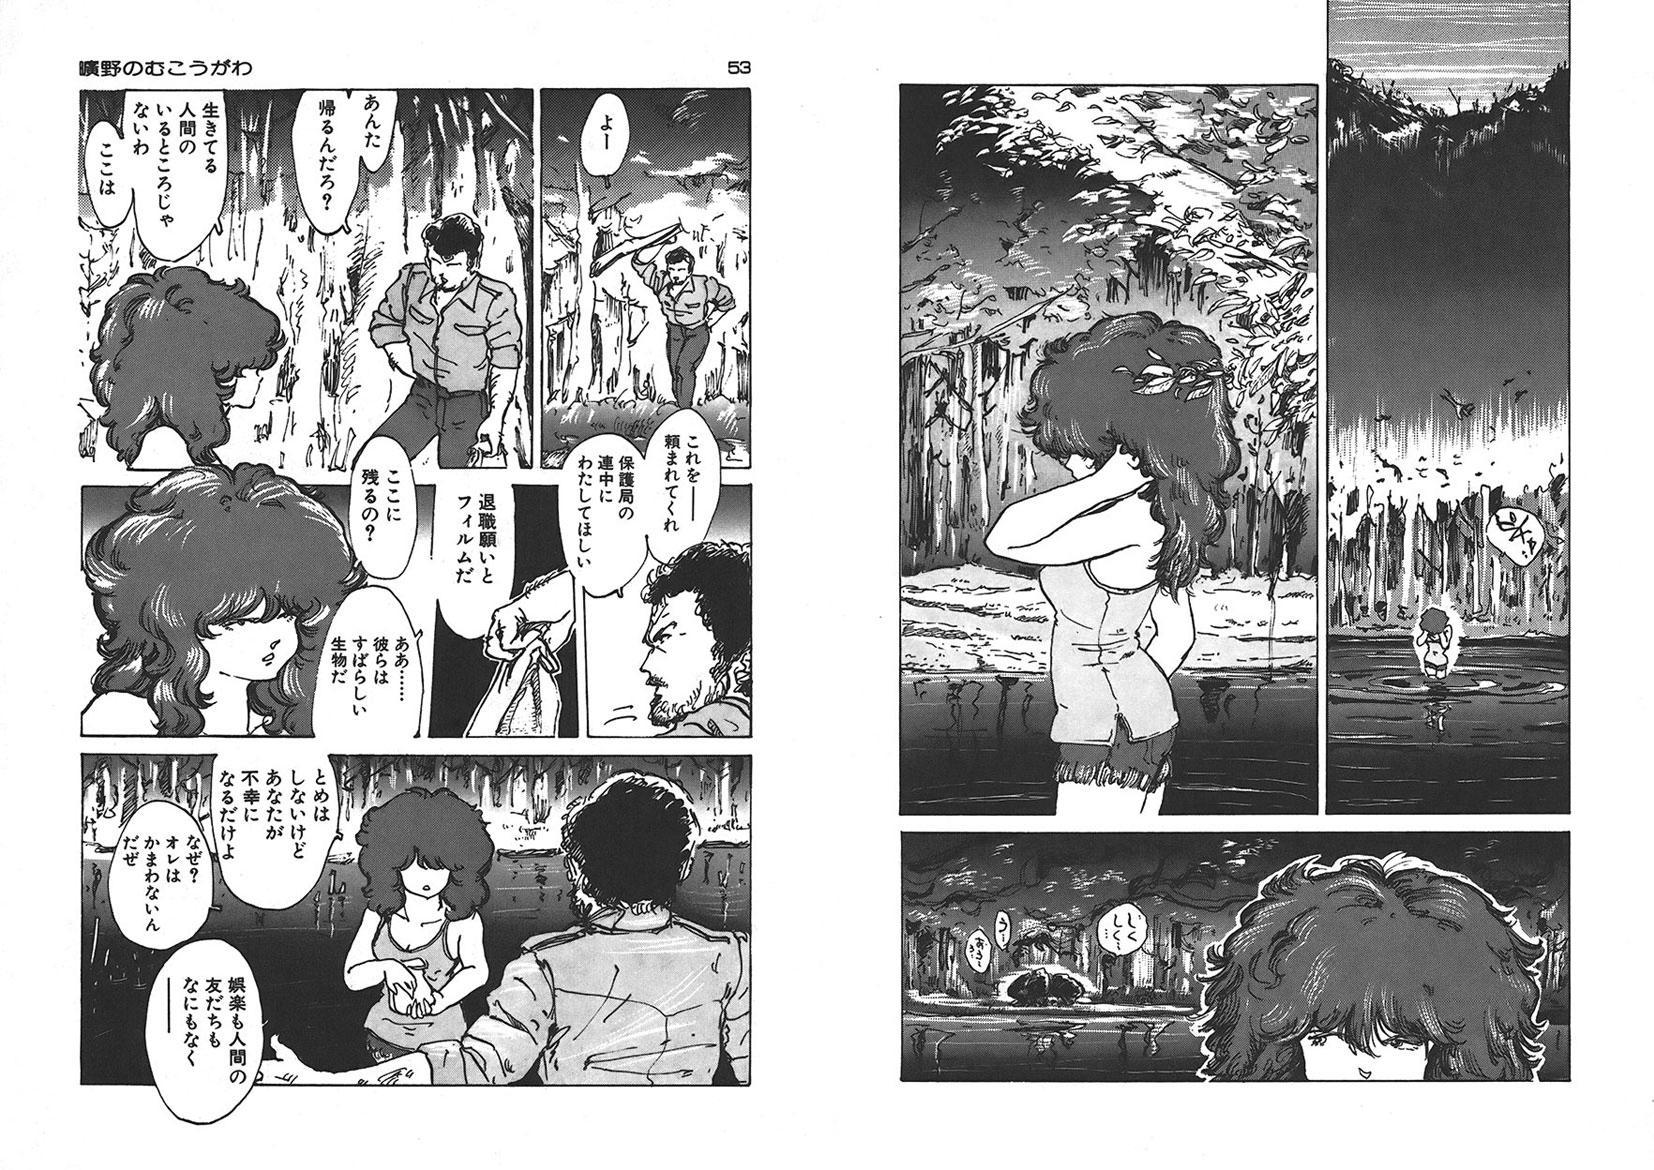 しく
しく…
う…
曠野のむこうがわ
53
よー
あんた
帰るんだろ？
生きてる
人間の
いるところじゃ
ないわ
ここは
これを──
頼まれてくれ
保護局の
連中に
わたしてほしい
退職願いと
フィルムだ
ここに
残るの？
ああ……
彼らは
すばらしい
生物だ
とめは
しないけど
あなたが
不幸に
なるだけよ
なぜ？
オレは
かまわないん
だぜ
娯楽も人間の
友だちも
なにもなく
──